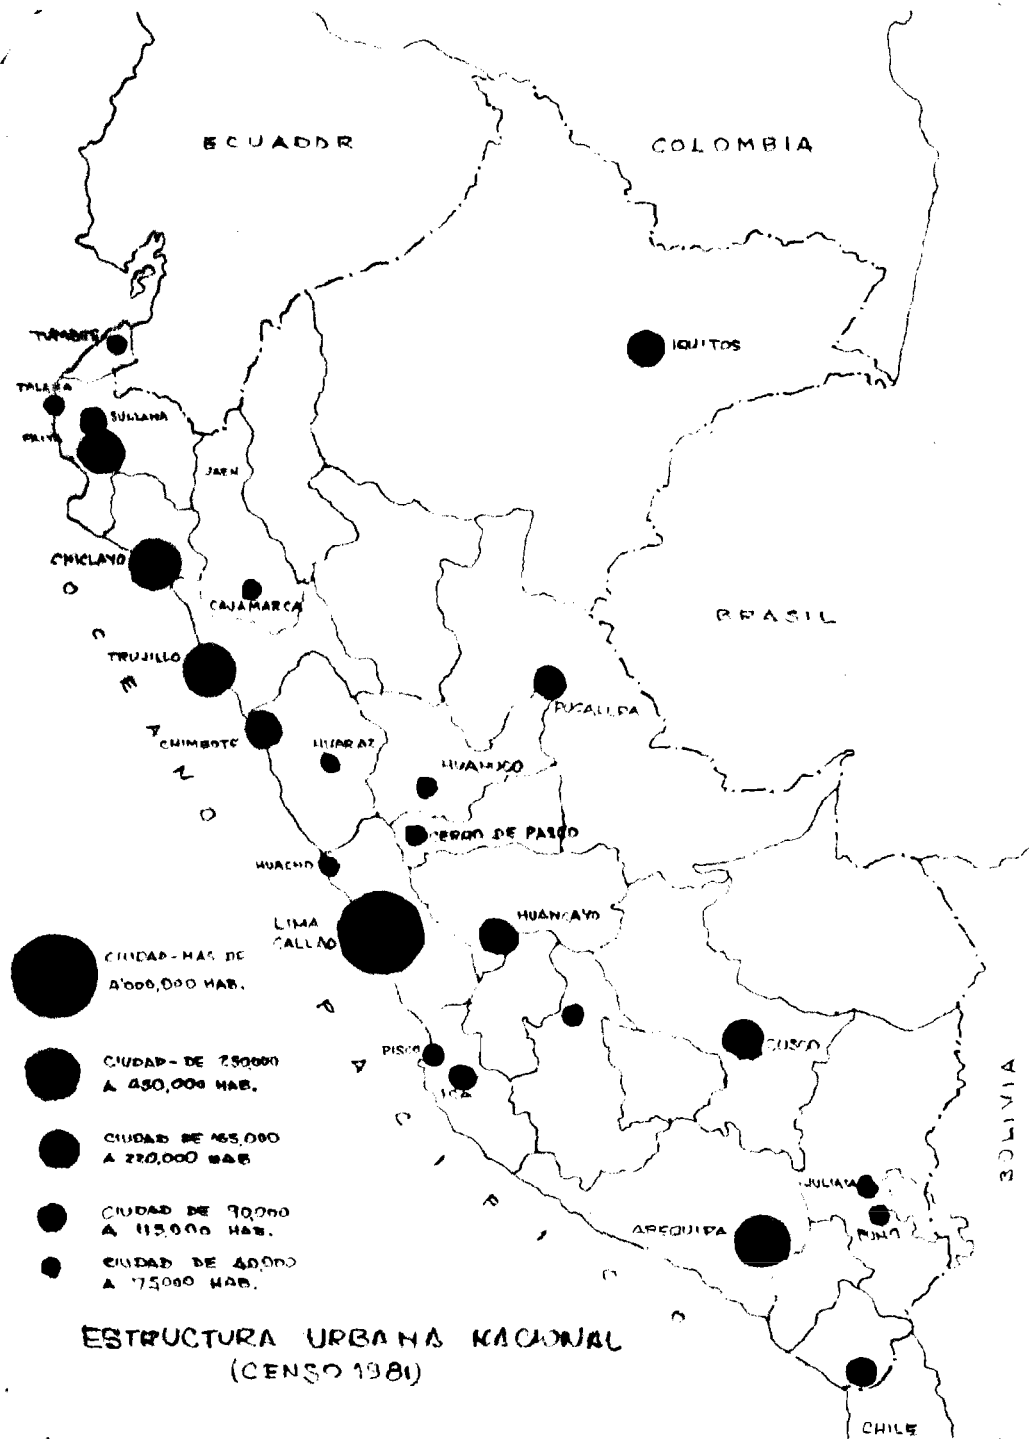 ECUADOR
COLOMBIA
TUMBES
IQUITOS
TALARA
SULLANA
PAITA
JAEN
CHICLAYO
CAJAMARCA
BRASIL
TRUJILLO
PUCALLPA
CHIMBOTE
HUARAZ
HUANUCO
CERRO DE PASCO
HUACHO
LIMA
CALLAO
HUANCAYO
OCEANO PACIFICO
PISCO
ICA
CUSCO
BOLIVIA
JULIACA
PUNO
AREQUIPA
CHILE
CIUDAD-MAS DE
4'000,000 HAB.
CIUDAD-DE 250,000
A 450,000 HAB.
CIUDAD DE 165,000
A 220,000 HAB
CIUDAD DE 90,000
A 115,000 HAB.
CIUDAD DE 40,000
A 75,000 HAB.
ESTRUCTURA URBANA NACIONAL
(CENSO 1981)